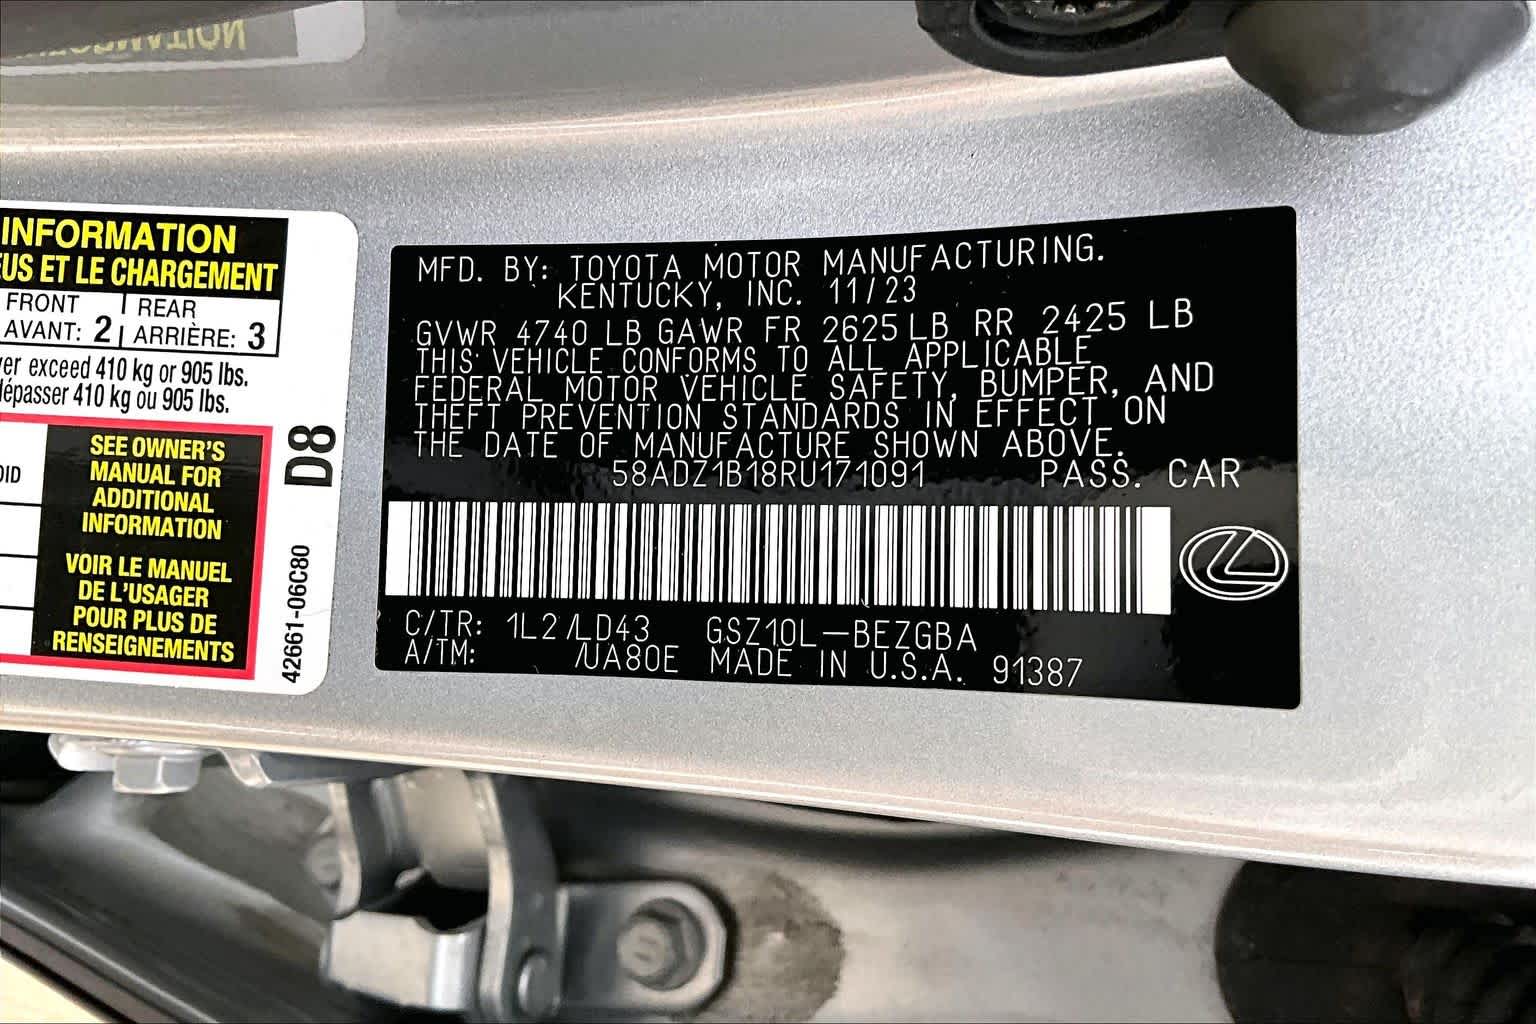 INFORMATION
EUS ET LE CHARGEMENT
FRONT REAR
AVANT: 2 ARRIÈRE: 3
exceed 410 kg or 905 lbs.
dépasser 410 kg ou 905 lbs.
SEE OWNER'S
MANUAL FOR
ADDITIONAL
INFORMATION
VOIR LE MANUEL
DE L'USAGER
POUR PLUS DE
RENSEIGNEMENTS
D8
42661-06C80
MFD. BY: TOYOTA MOTOR MANUFACTURING.
KENTUCKY, INC. 11/23
GVWR 4740 LB GAWR FR 2625 LB RR 2425 LB
THIS VEHICLE CONFORMS TO ALL APPLICABLE
FEDERAL MOTOR VEHICLE SAFETY, BUMPER, AND
THEFT PREVENTION STANDARDS IN EFFECT ON
THE DATE OF MANUFACTURE SHOWN ABOVE.
58ADZ1B18RU171091 PASS. CAR
C/TR: 1L2/LD43 GSZ10L-BEZGBA
A/TM: /UA80E MADE IN U.S.A. 91387